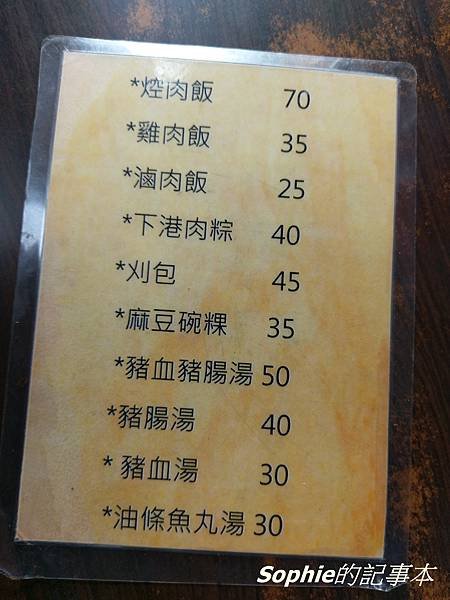 *焢肉飯 70
*雞肉飯 35
*滷肉飯 25
*下港肉粽 40
*刈包 45
*麻豆碗粿 35
*豬血豬腸湯 50
*豬腸湯 40
* 豬血湯 30
*油條魚丸湯 30
Sophie的記事本